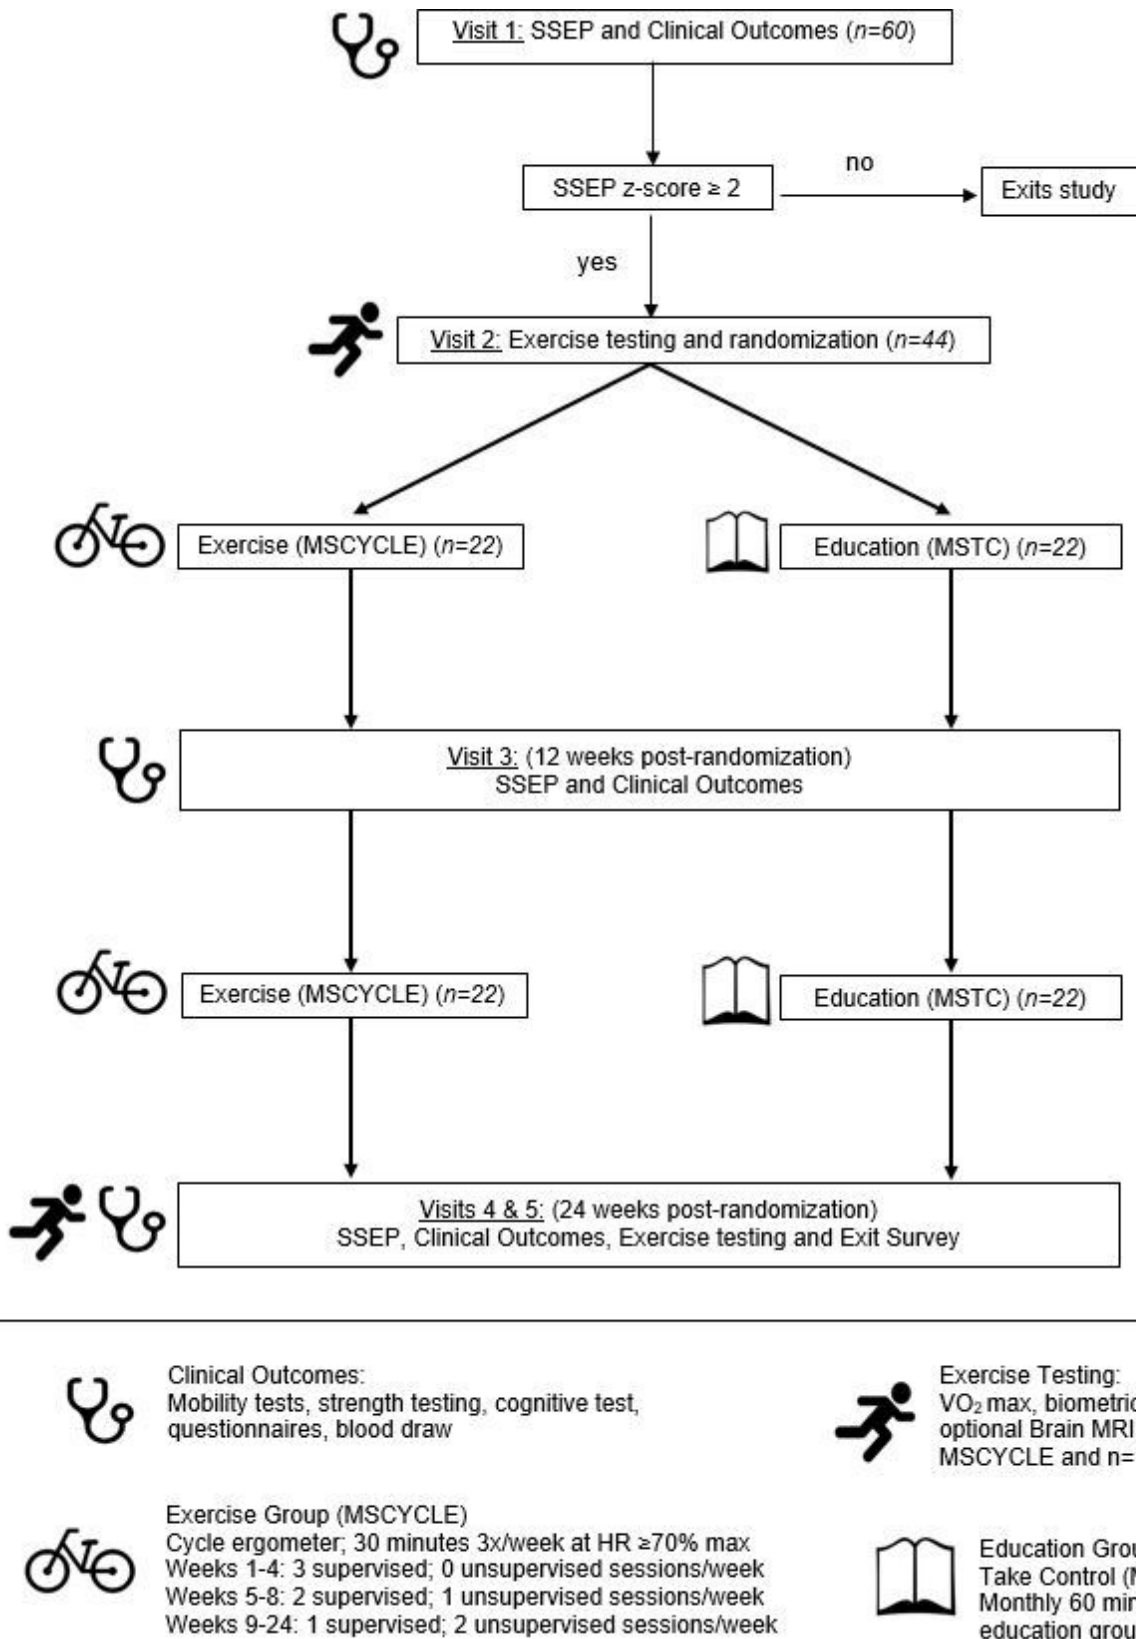 Visit 1: SSEP and Clinical Outcomes (n=60)
SSEP z-score ≥ 2
no
Exits study
yes
Visit 2: Exercise testing and randomization (n=44)
Exercise (MSCYCLE) (n=22)
Education (MSTC) (n=22)
Visit 3: (12 weeks post-randomization)
SSEP and Clinical Outcomes
Exercise (MSCYCLE) (n=22)
Education (MSTC) (n=22)
Visits 4 & 5: (24 weeks post-randomization)
SSEP, Clinical Outcomes, Exercise testing and Exit Survey
Clinical Outcomes:
Mobility tests, strength testing, cognitive test,
questionnaires, blood draw
Exercise Testing:
VO₂ max, biometric
optional Brain MRI
MSCYCLE and n=
Exercise Group (MSCYCLE)
Cycle ergometer; 30 minutes 3x/week at HR ≥70% max
Weeks 1-4: 3 supervised; 0 unsupervised sessions/week
Weeks 5-8: 2 supervised; 1 unsupervised sessions/week
Weeks 9-24: 1 supervised; 2 unsupervised sessions/week
Education Grou
Take Control (M
Monthly 60 min
education grou